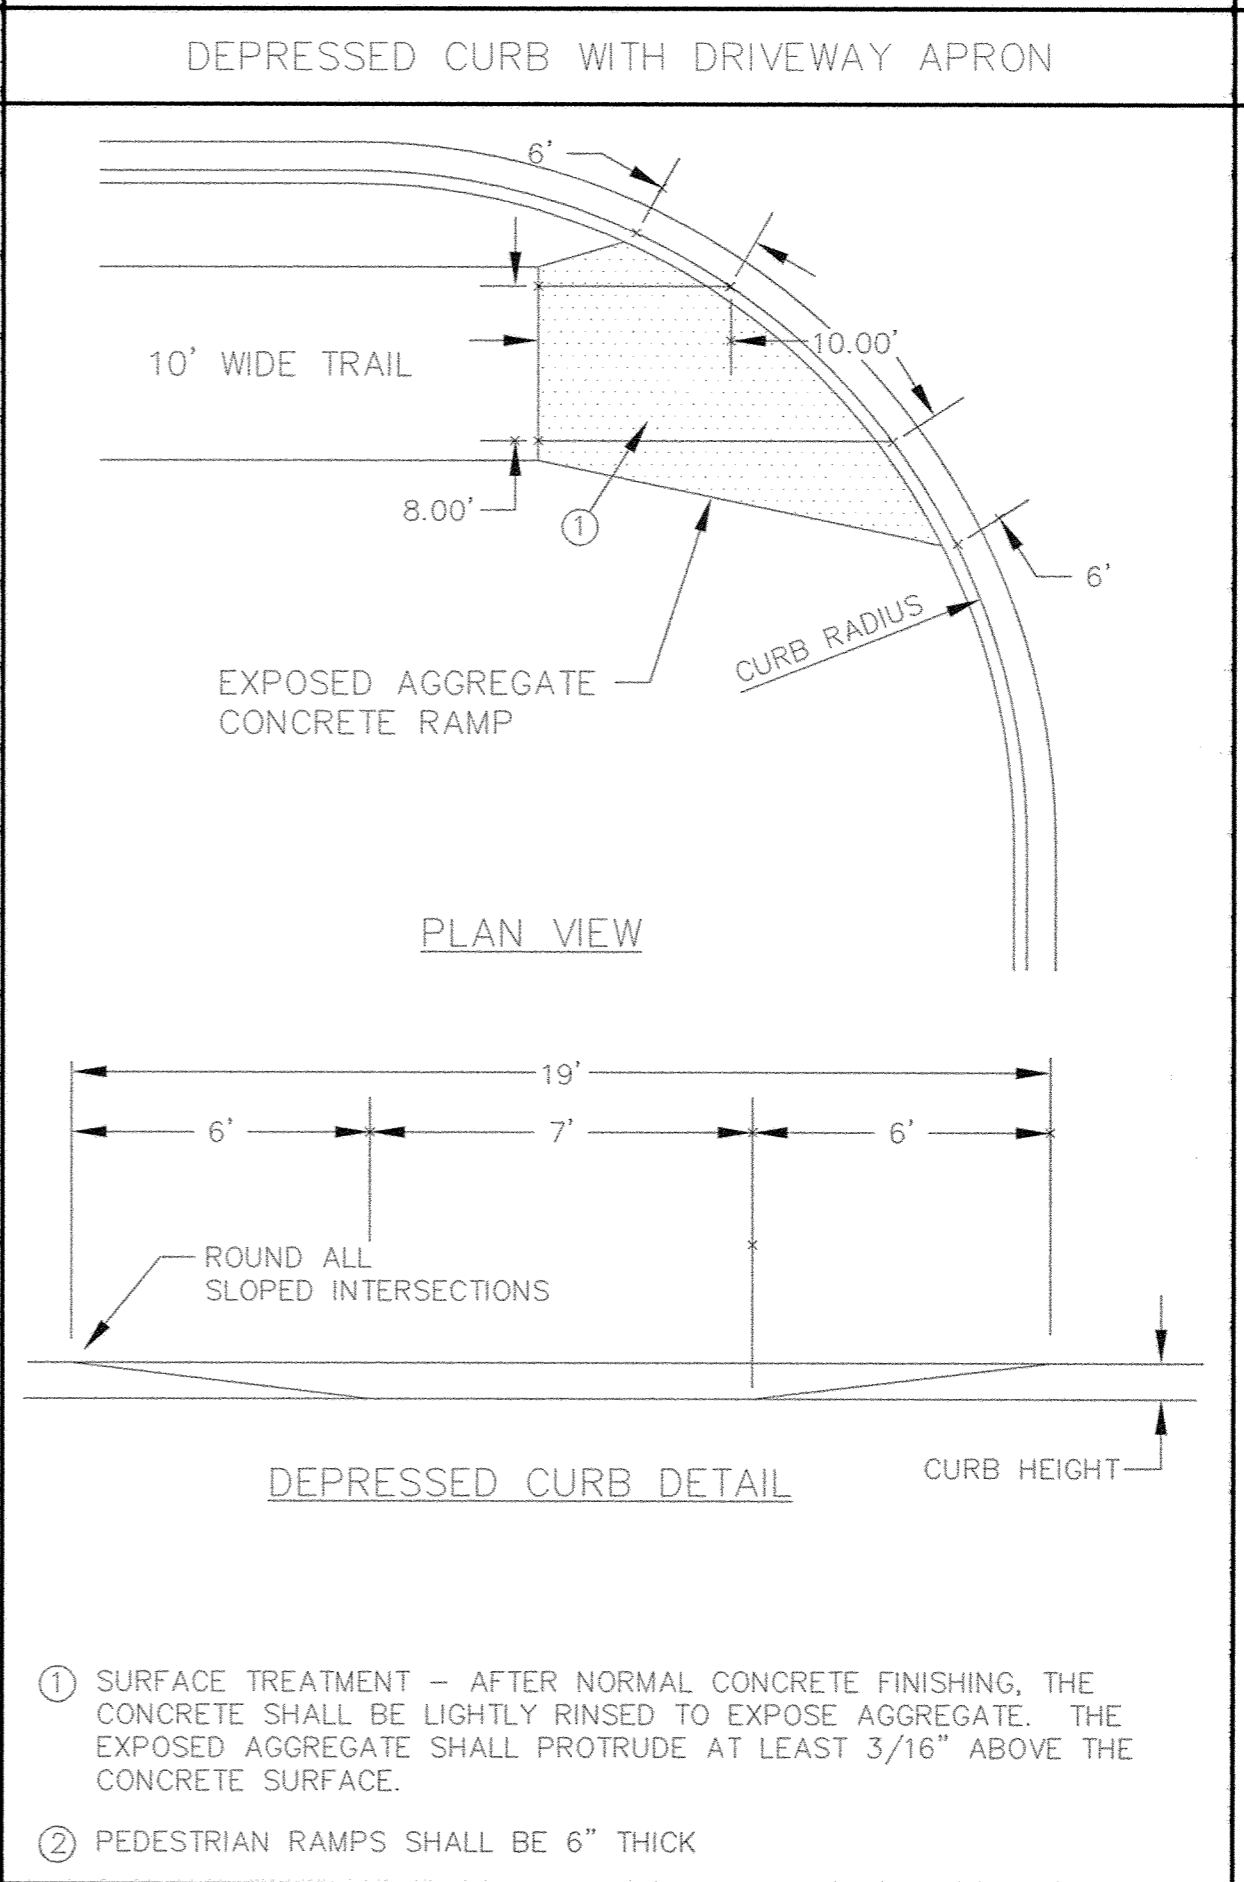 DEPRESSED CURB WITH DRIVEWAY APRON
6'
10.00'
10' WIDE TRAIL
8.00'
1
6'
CURB RADIUS
EXPOSED AGGREGATE
CONCRETE RAMP
PLAN VIEW
19'
6'
7'
6'
ROUND ALL
SLOPED INTERSECTIONS
CURB HEIGHT
DEPRESSED CURB DETAIL
1 SURFACE TREATMENT – AFTER NORMAL CONCRETE FINISHING, THE
CONCRETE SHALL BE LIGHTLY RINSED TO EXPOSE AGGREGATE. THE
EXPOSED AGGREGATE SHALL PROTRUDE AT LEAST 3/16" ABOVE THE
CONCRETE SURFACE.
2 PEDESTRIAN RAMPS SHALL BE 6" THICK